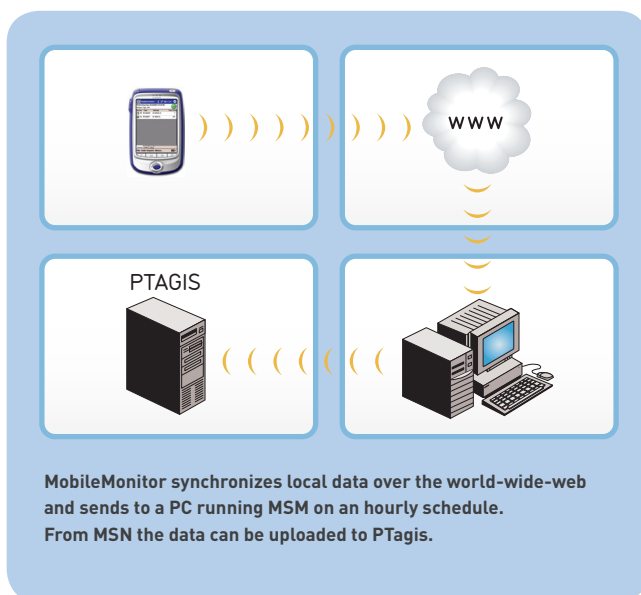 www
PTAGIS
MobileMonitor synchronizes local data over the world-wide-web
and sends to a PC running MSM on an hourly schedule.
From MSN the data can be uploaded to PTagis.